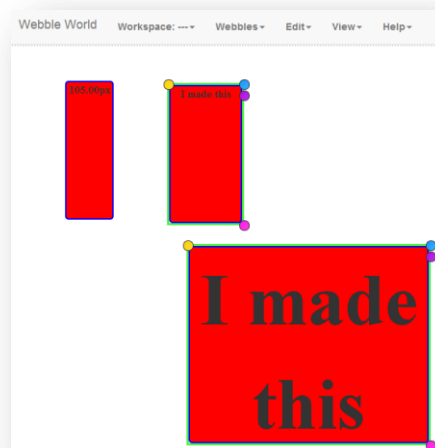 Webble World Workspace: --- Webbles Edit View Help
105.00px
I made this
I made
this